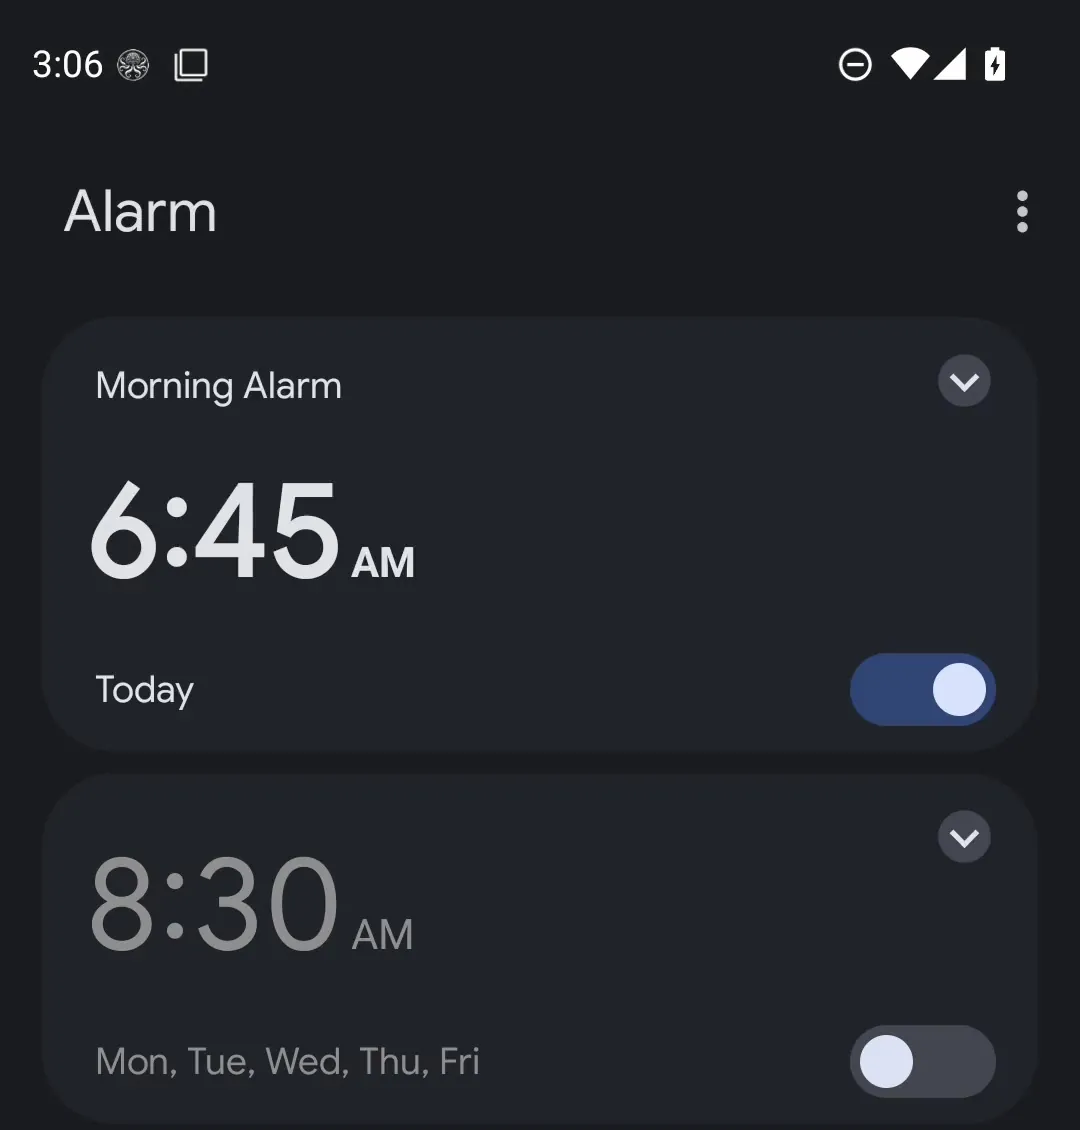 3:06
Alarm
Morning Alarm
6:45 AM
Today
8:30 AM
Mon, Tue, Wed, Thu, Fri